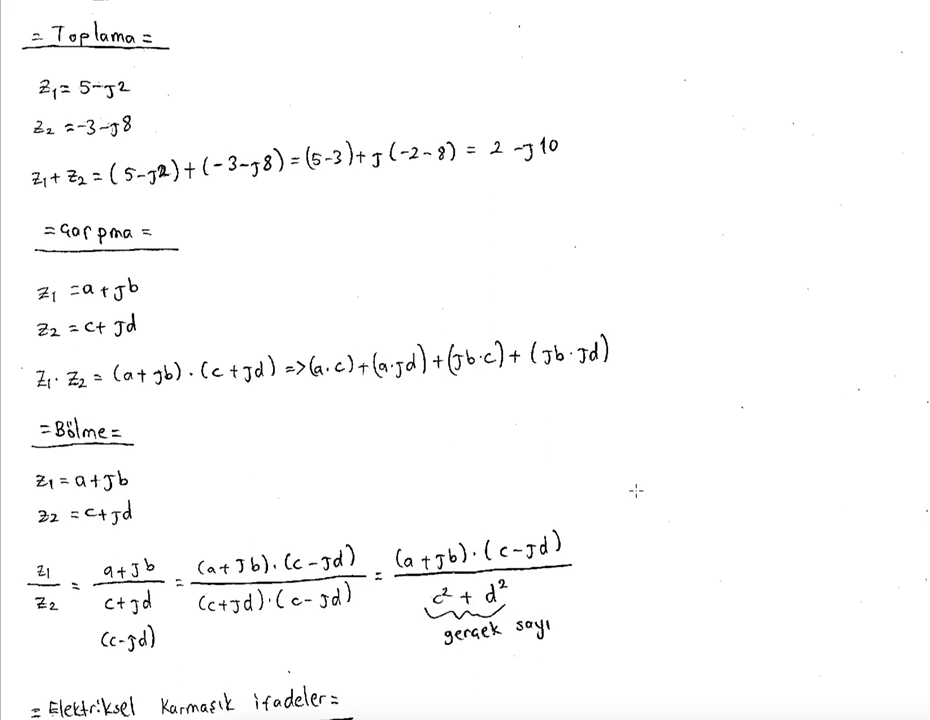 = Toplama =
z1 = 5-j2
z2 = -3-j8
z1 + z2 = (5-j2) + (-3-j8) = (5-3) + j(-2-8) = 2 -j10
= Çarpma =
z1 = a+jb
z2 = c+jd
z1 . z2 = (a+jb) . (c+jd) => (a.c) + (a.jd) + (jb.c) + (jb.jd)
= Bölme =
z1 = a+jb
z2 = c+jd
z1/z2 = (a+jb)/(c+jd) = (a+jb).(c-jd)/(c+jd).(c-jd) = (a+jb).(c-jd)/(c² + d²)
(c-jd)
gerçek sayı
= Elektriksel Karmaşık ifadeler =